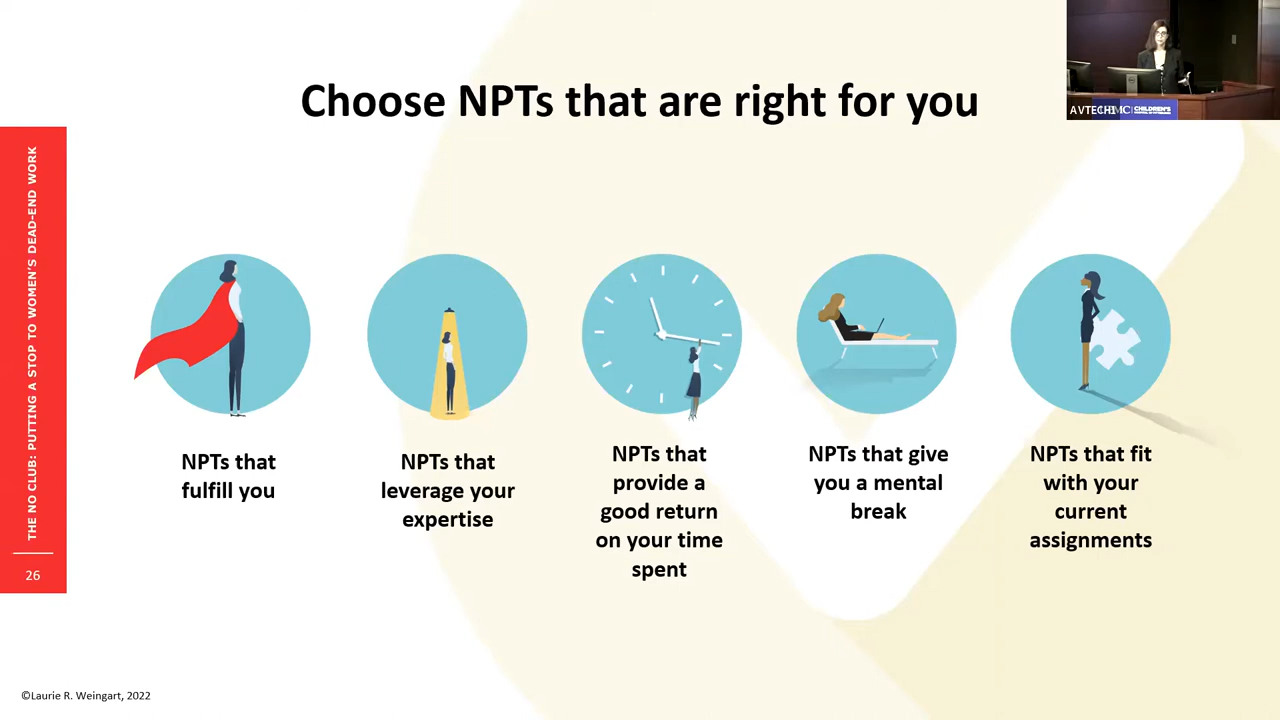 Choose NPTs that are right for you
AVTECH
CHILDREN'S
THE NO CLUB: PUTTING A STOP TO WOMEN'S DEAD-END WORK
26
NPTs that
fulfill you
NPTs that
leverage your
expertise
NPTs that
provide a
good return
on your time
spent
NPTs that give
you a mental
break
NPTs that fit
with your
current
assignments
©Laurie R. Weingart, 2022